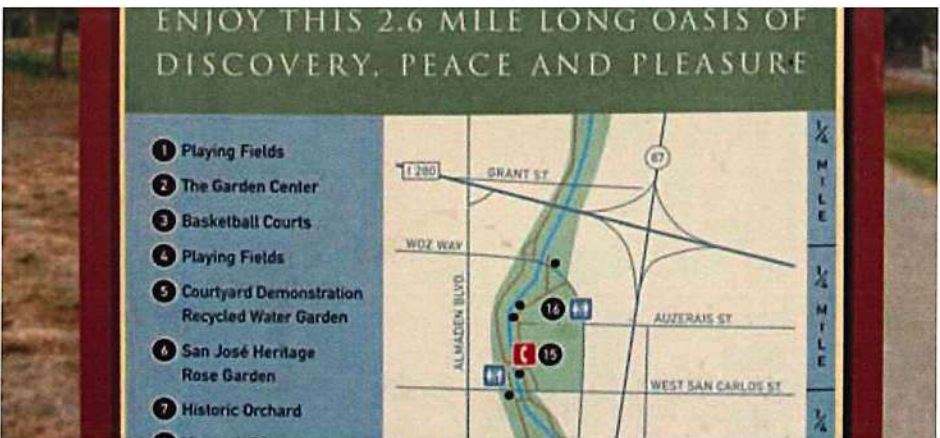 ENJOY THIS 2.6 MILE LONG OASIS OF
DISCOVERY, PEACE AND PLEASURE
1 Playing Fields
2 The Garden Center
3 Basketball Courts
4 Playing Fields
5 Courtyard Demonstration
Recycled Water Garden
6 San José Heritage
Rose Garden
7 Historic Orchard
I 280
GRANT ST
87
WOZ WAY
ALMADEN BLVD
16
AUZERAIS ST
15
WEST SAN CARLOS ST
1/4 MILE
1/4 MILE
1/4